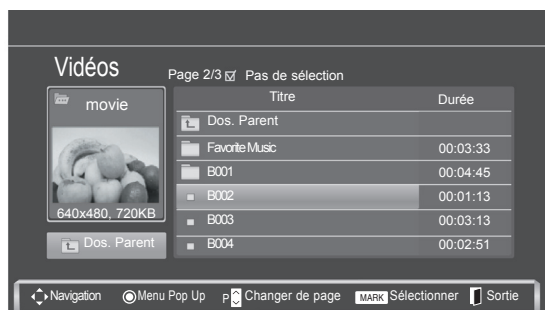 Vidéos
Page 2/3 Pas de sélection
movie
640x480, 720KB
Dos. Parent
Titre Durée
Dos. Parent
Favorite Music 00:03:33
B001 00:04:45
B002 00:01:13
B003 00:03:13
B004 00:02:51
Navigation Menu Pop Up P Changer de page MARK Sélectionner Sortie